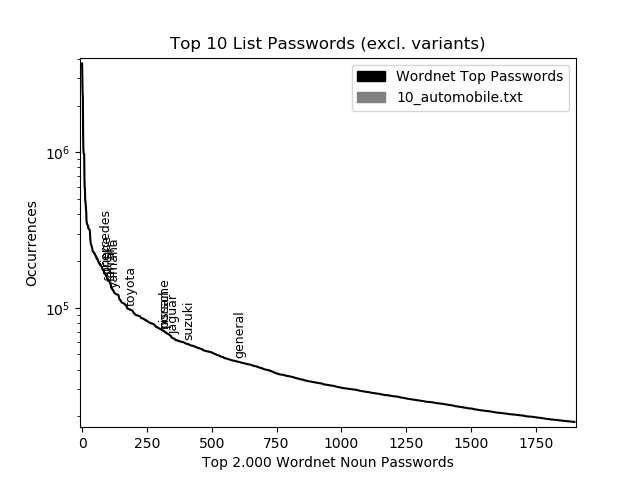 Top 10 List Passwords (excl. variants)
Wordnet Top Passwords
10_automobile.txt
10^6
10^5
Occurrences
mercedes
yamaha
toyota
porsche
jaguar
suzuki
general
0
250
500
750
1000
1250
1500
1750
Top 2.000 Wordnet Noun Passwords